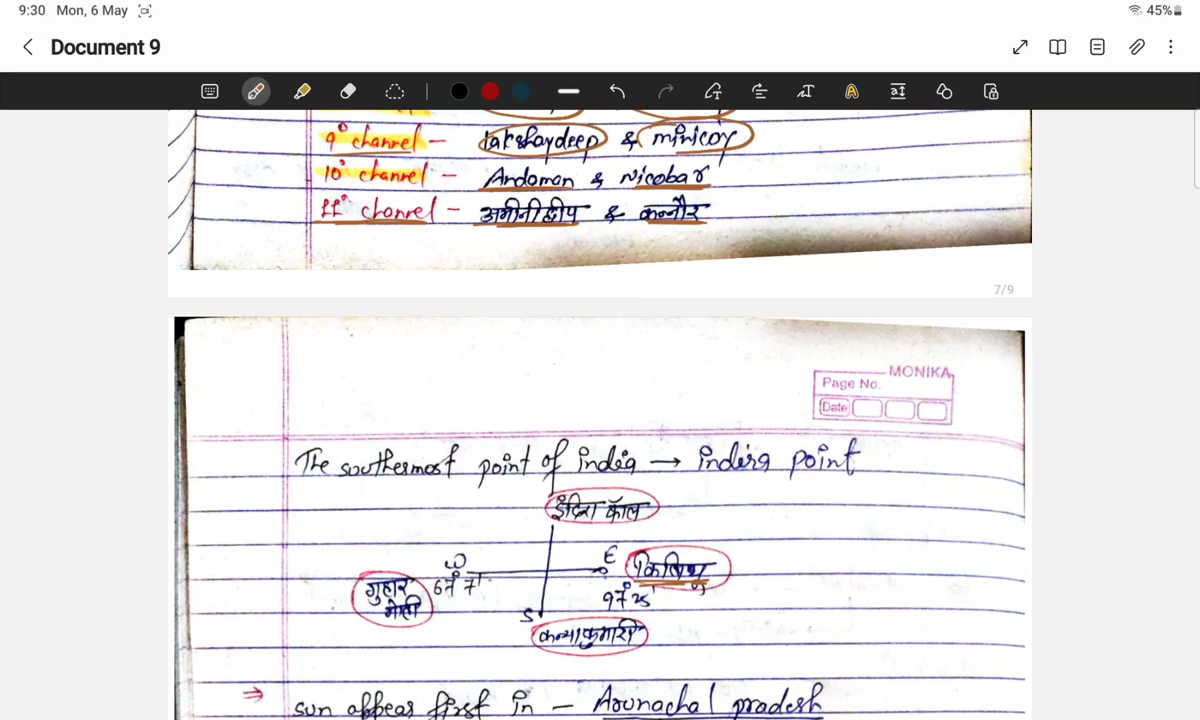 9:30 Mon, 6 May
45%
Document 9
9° channel - lakshaydeep & minicoy
10° channel - Andoman & Nicobar
11° channel - अमीनी द्वीप & कन्नौर
7/9
MONIKA
Page No.
Date
The southermost point of india → indira point
इंदिरा कॉल
W E किबिथू
गुहार मोती 67° 7'
97° 25'
S
कन्याकुमारी
⇒ sun appear first in - Arunachal pradesh